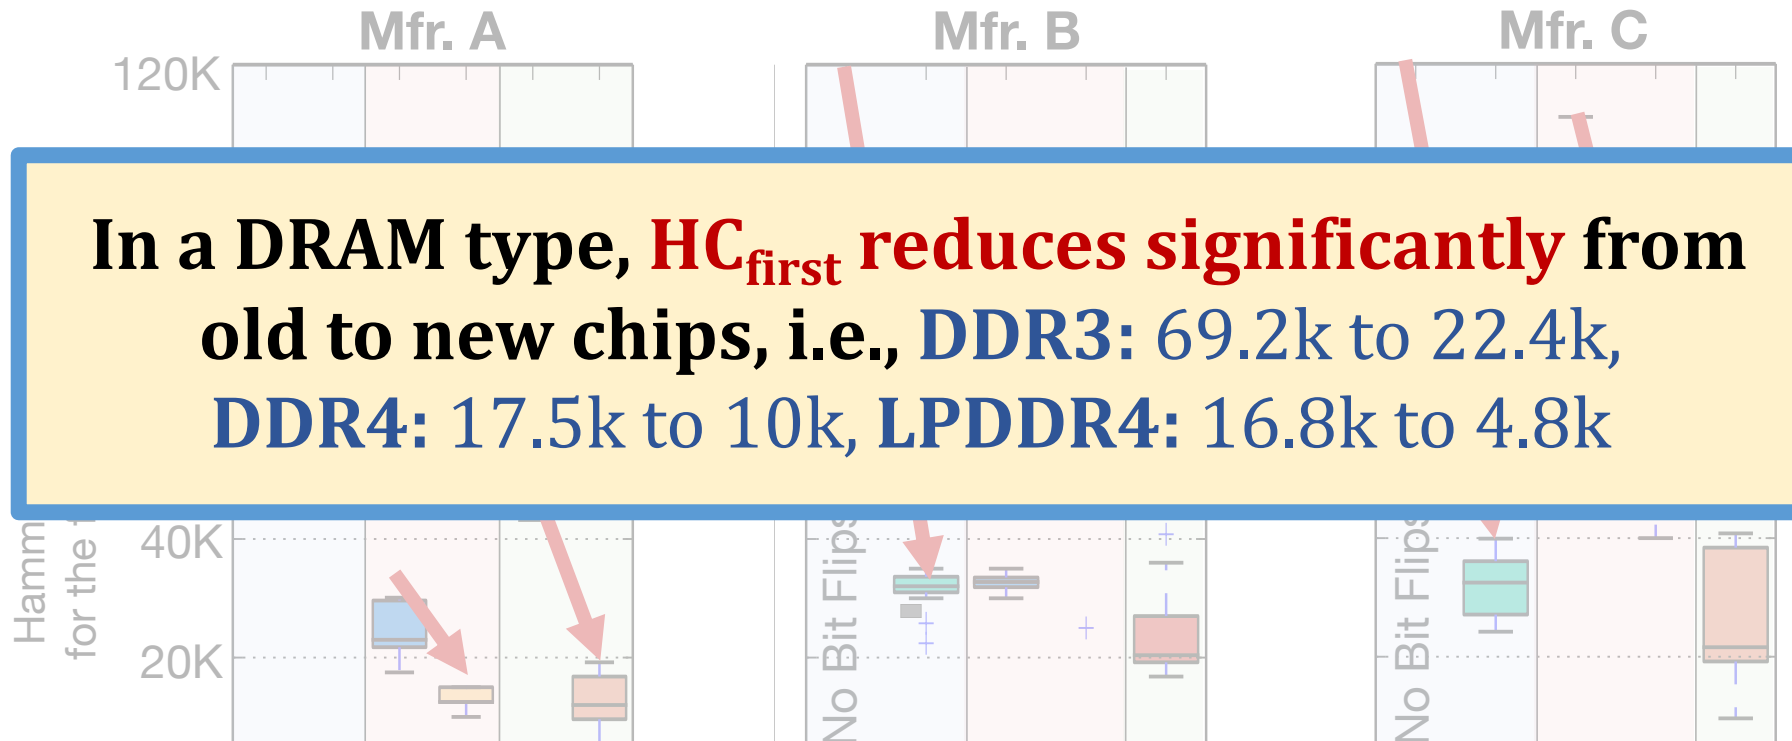 Mfr. A
Mfr. B
Mfr. C
120K
In a DRAM type, HCfirst reduces significantly from
old to new chips, i.e., DDR3: 69.2k to 22.4k,
DDR4: 17.5k to 10k, LPDDR4: 16.8k to 4.8k
for the
40K
20K
No Bit Flips
No Bit Flips